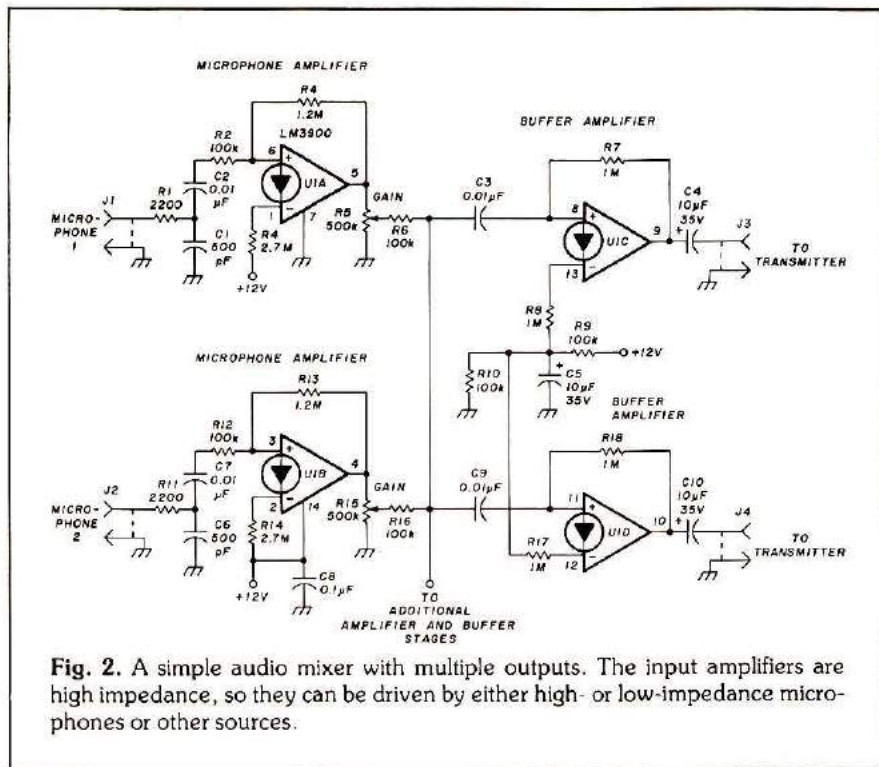 MICROPHONE AMPLIFIER
R4
1.2M
LM3900
R2
100k
6
+
U1A
5
C2
0.01
µF
J1
R1
2200
MICRO-
PHONE
1
C1
500
pF
1
-
7
R4
2.7M
+12V
GAIN
R5
500k
R6
100k
BUFFER AMPLIFIER
R7
1M
C3
0.01µF
8
+
U1C
9
13
-
C4
10µF
35V
+
J3
TO
TRANSMITTER
R8
1M
R9
100k
+12V
R10
100k
+
C5
10µF
35V
MICROPHONE AMPLIFIER
R13
1.2M
R12
100k
3
+
U1B
4
C7
0.01
µF
J2
R11
2200
MICRO-
PHONE
2
C6
500
pF
2
-
14
R14
2.7M
+12V
C8
0.1µF
GAIN
R15
500k
R16
100k
BUFFER
AMPLIFIER
R18
1M
C9
0.01µF
11
+
U1D
10
R17
1M
12
-
C10
10µF
35V
+
J4
TO
TRANSMITTER
TO
ADDITIONAL
AMPLIFIER AND BUFFER
STAGES
Fig. 2. A simple audio mixer with multiple outputs. The input amplifiers are
high impedance, so they can be driven by either high- or low-impedance micro-
phones or other sources.